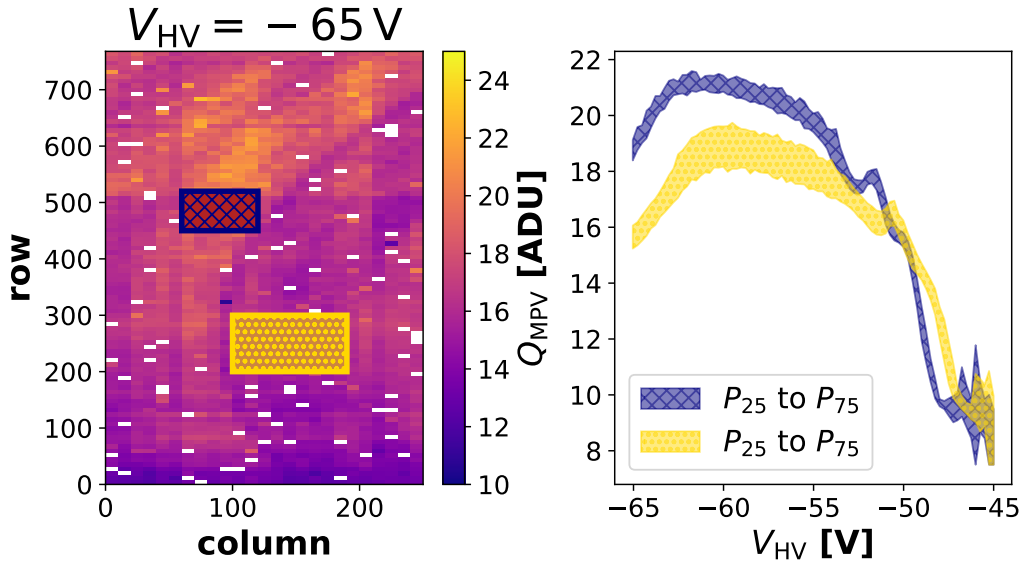 V_HV = − 65 V
700
600
500
400
300
200
100
0
row
0 100 200
column
24
22
20
18
16
14
12
10
Q_MPV [ADU]
22
20
18
16
14
12
10
8
P_25 to P_75
P_25 to P_75
−65 −60 −55 −50 −45
V_HV [V]